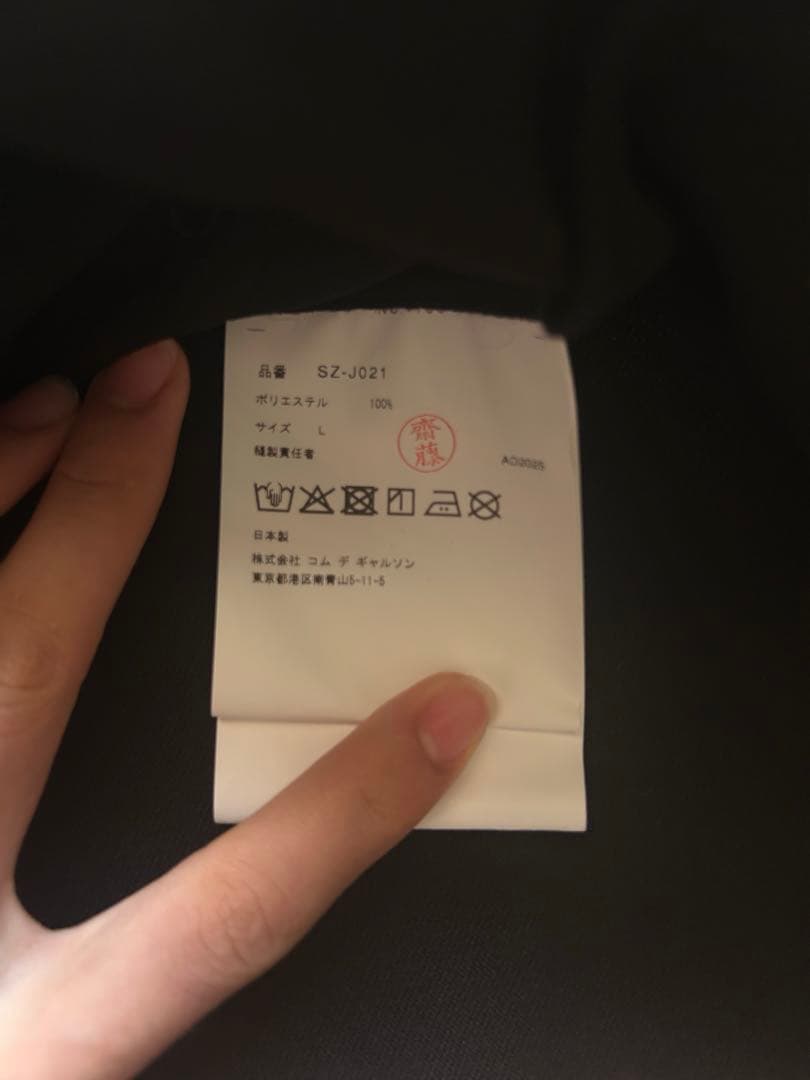 品番 SZ-J021
ポリエステル 100%
サイズ L
縫製責任者
齋藤
AD2025
日本製
株式会社 コム デ ギャルソン
東京都港区南青山5-11-5